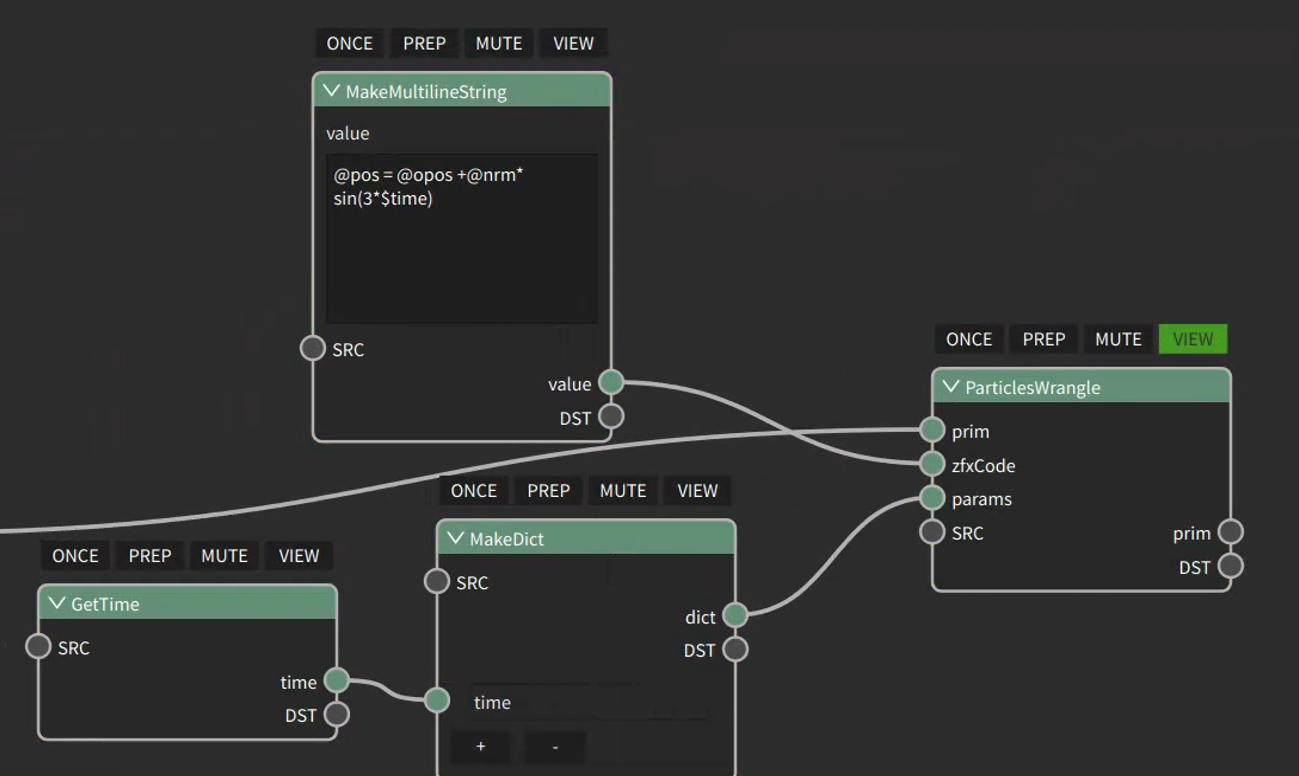 ONCE PREP MUTE VIEW
MakeMultilineString
value
@pos = @opos +@nrm*
sin(3*$time)
SRC
value
DST
ONCE PREP MUTE VIEW
ParticlesWrangle
prim
zfxCode
params
SRC
prim
DST
ONCE PREP MUTE VIEW
MakeDict
SRC
dict
DST
time
+ -
ONCE PREP MUTE VIEW
GetTime
SRC
time
DST